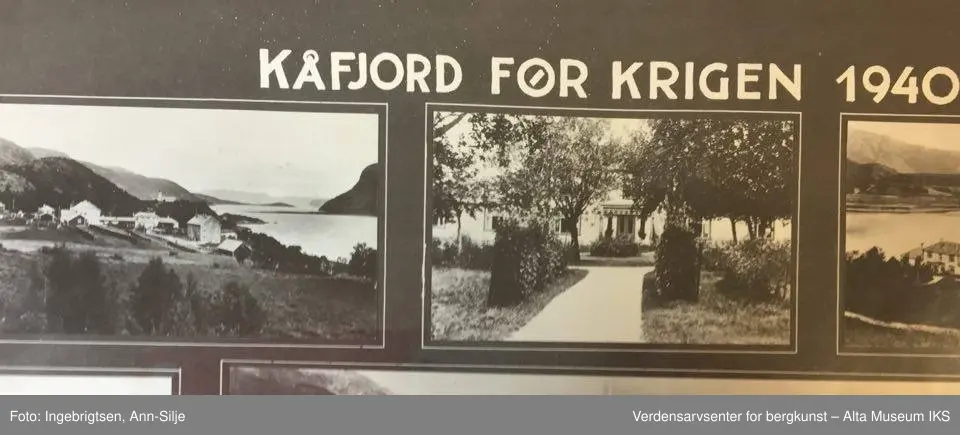 KÅFJORD FØR KRIGEN 1940
Foto: Ingebrigtsen, Ann-Silje
Verdensarvsenter for bergkunst – Alta Museum IKS